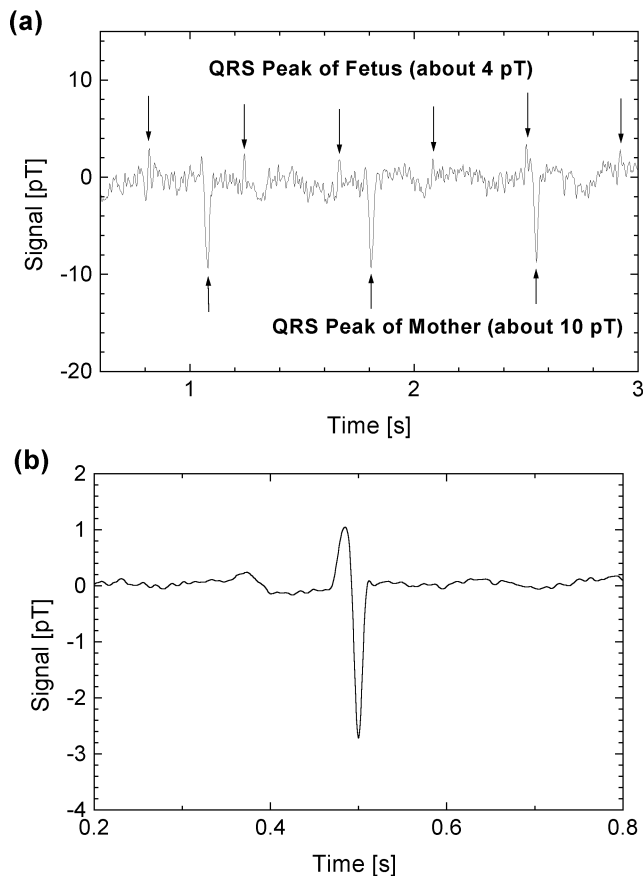 (a)
QRS Peak of Fetus (about 4 pT)
10
0
-10
-20
Signal [pT]
QRS Peak of Mother (about 10 pT)
1
2
3
Time [s]
(b)
2
1
0
-1
-2
-3
-4
Signal [pT]
0.2
0.4
0.6
0.8
Time [s]